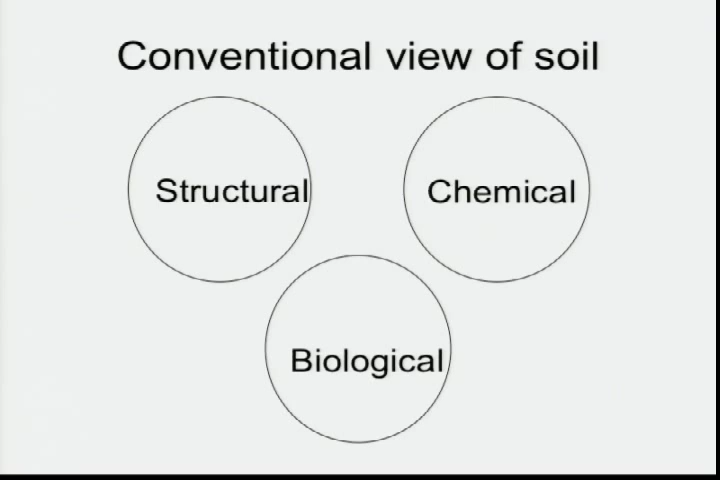 Conventional view of soil
Structural
Chemical
Biological